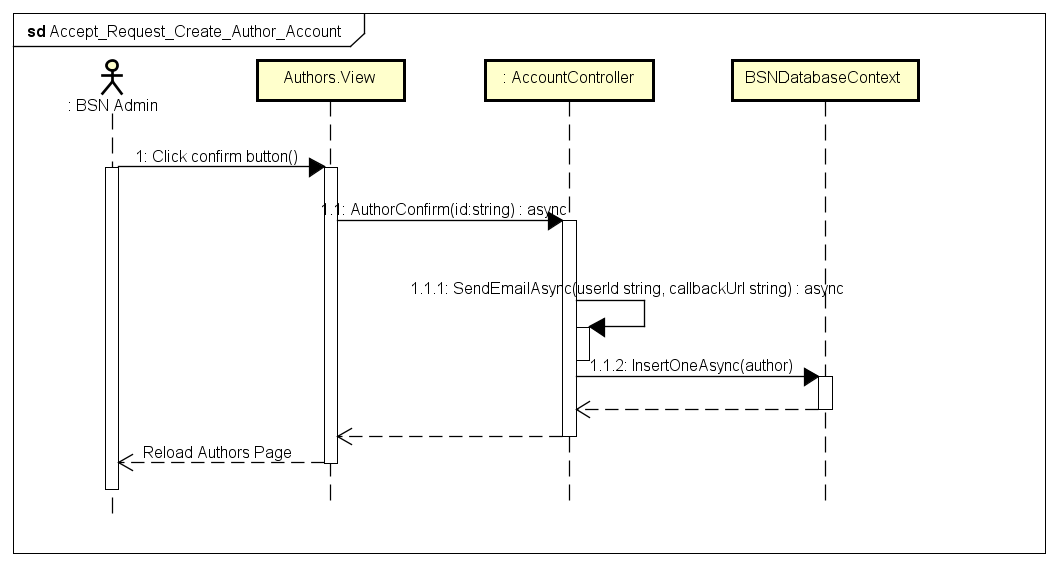 sd Accept_Request_Create_Author_Account
: BSN Admin
Authors.View
: AccountController
BSNDatabaseContext
1: Click confirm button()
1.1: AuthorConfirm(id:string) : async
1.1.1: SendEmailAsync(userId string, callbackUrl string) : async
1.1.2: InsertOneAsync(author)
Reload Authors Page